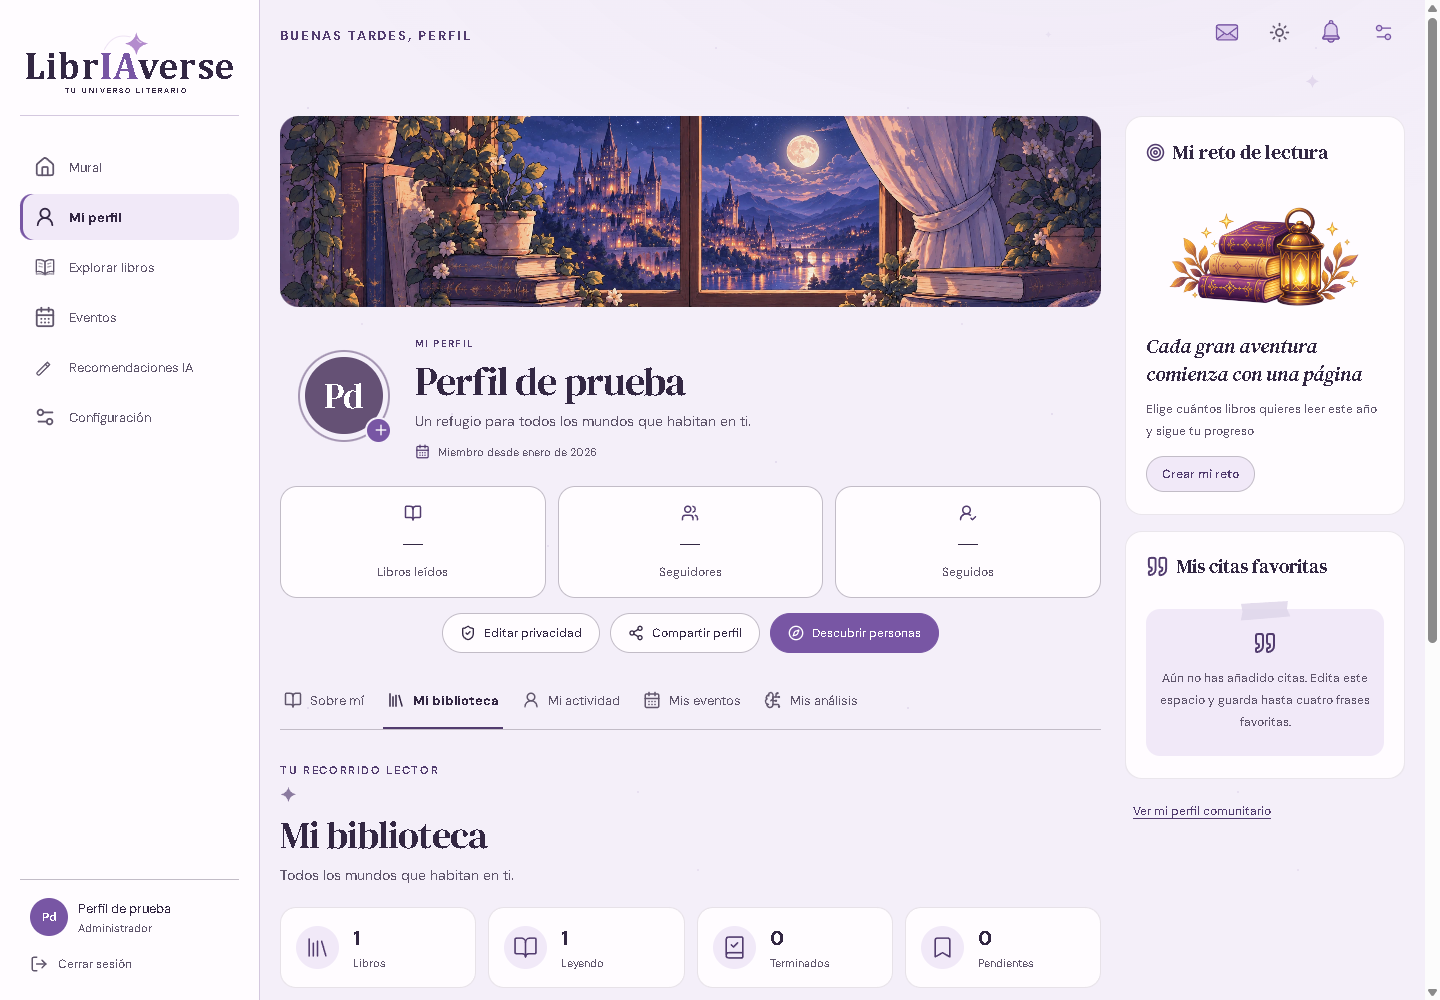 LibrIAverse
TU UNIVERSO LITERARIO
Mural
Mi perfil
Explorar libros
Eventos
Recomendaciones IA
Configuración
Pd
Perfil de prueba
Administrador
Cerrar sesión
BUENAS TARDES, PERFIL
Pd
MI PERFIL
Perfil de prueba
Un refugio para todos los mundos que habitan en ti.
Miembro desde enero de 2026
—
Libros leídos
—
Seguidores
—
Seguidos
Editar privacidad
Compartir perfil
Descubrir personas
Sobre mí
Mi biblioteca
Mi actividad
Mis eventos
Mis análisis
TU RECORRIDO LECTOR
Mi biblioteca
Todos los mundos que habitan en ti.
1
Libros
1
Leyendo
0
Terminados
0
Pendientes
Mi reto de lectura
Cada gran aventura
comienza con una página
Elige cuántos libros quieres leer este año
y sigue tu progreso
Crear mi reto
Mis citas favoritas
Aún no has añadido citas. Edita este
espacio y guarda hasta cuatro frases
favoritas.
Ver mi perfil comunitario